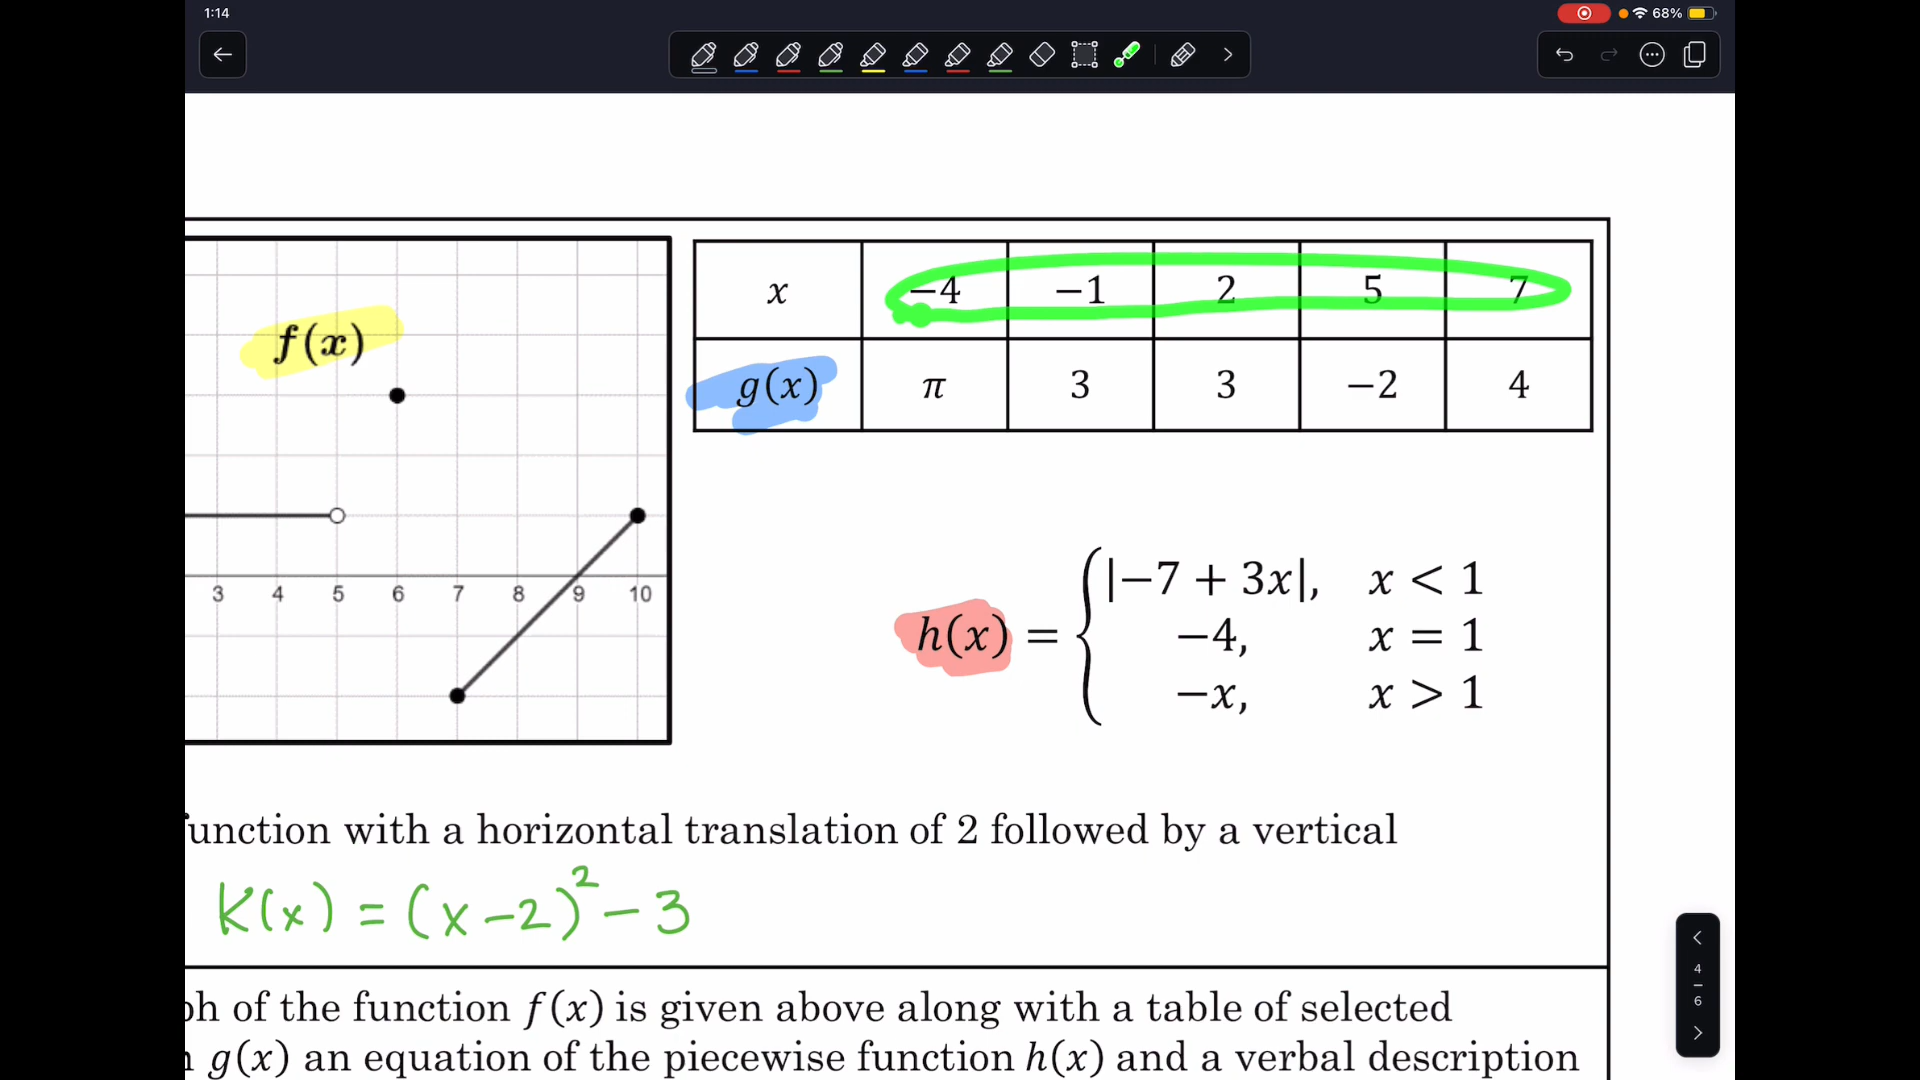 1:14
68%
x −4 −1 2 5 7
g(x) π 3 3 −2 4
f(x)
3 4 5 6 7 8 9 10
|−7 + 3x|, x < 1
h(x) = { −4, x = 1
−x, x > 1
unction with a horizontal translation of 2 followed by a vertical
K(x) = (x−2)² − 3
4
6
ph of the function f(x) is given above along with a table of selected
g(x) an equation of the piecewise function h(x) and a verbal description